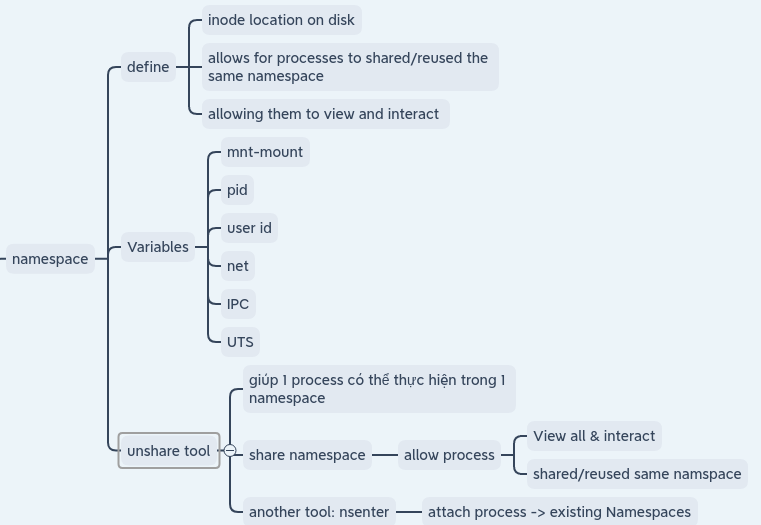 namespace
define
inode location on disk
allows for processes to shared/reused the
same namespace
allowing them to view and interact
Variables
mnt-mount
pid
user id
net
IPC
UTS
unshare tool
giúp 1 process có thể thực hiện trong 1
namespace
share namespace
allow process
View all & interact
shared/reused same namspace
another tool: nsenter
attach process -> existing Namespaces